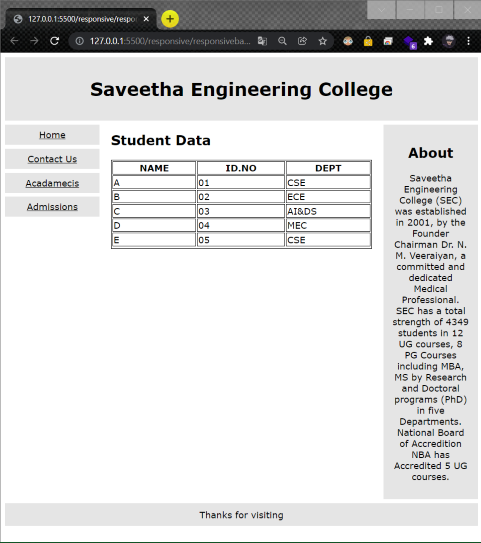 127.0.0.1:5500/responsive/respo
127.0.0.1:5500/responsive/responsiveba...
6
Saveetha Engineering College
Home
Contact Us
Acadamecis
Admissions
Student Data
NAME ID.NO DEPT
A 01 CSE
B 02 ECE
C 03 AI&DS
D 04 MEC
E 05 CSE
About
Saveetha
Engineering
College (SEC)
was established
in 2001, by the
Founder
Chairman Dr. N.
M. Veeraiyan, a
committed and
dedicated
Medical
Professional.
SEC has a total
strength of 4349
students in 12
UG courses, 8
PG Courses
including MBA,
MS by Research
and Doctoral
programs (PhD)
in five
Departments.
National Board
of Accredition
NBA has
Accredited 5 UG
courses.
Thanks for visiting